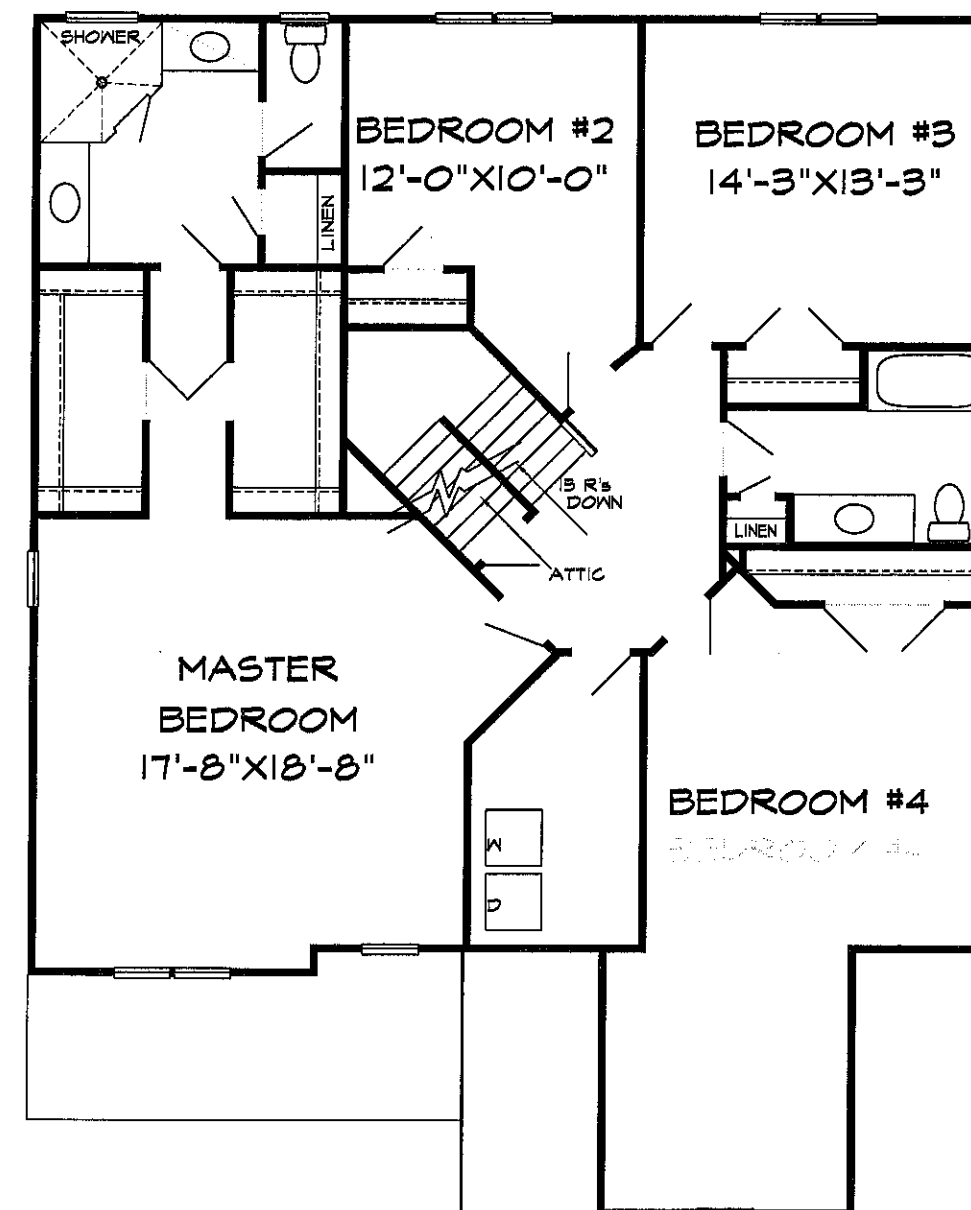 SHOWER
BEDROOM #2
12'-0"X10'-0"
BEDROOM #3
14'-3"X13'-3"
LINEN
13 R's
DOWN
LINEN
ATTIC
MASTER
BEDROOM
17'-8"X18'-8"
BEDROOM #4
W
D